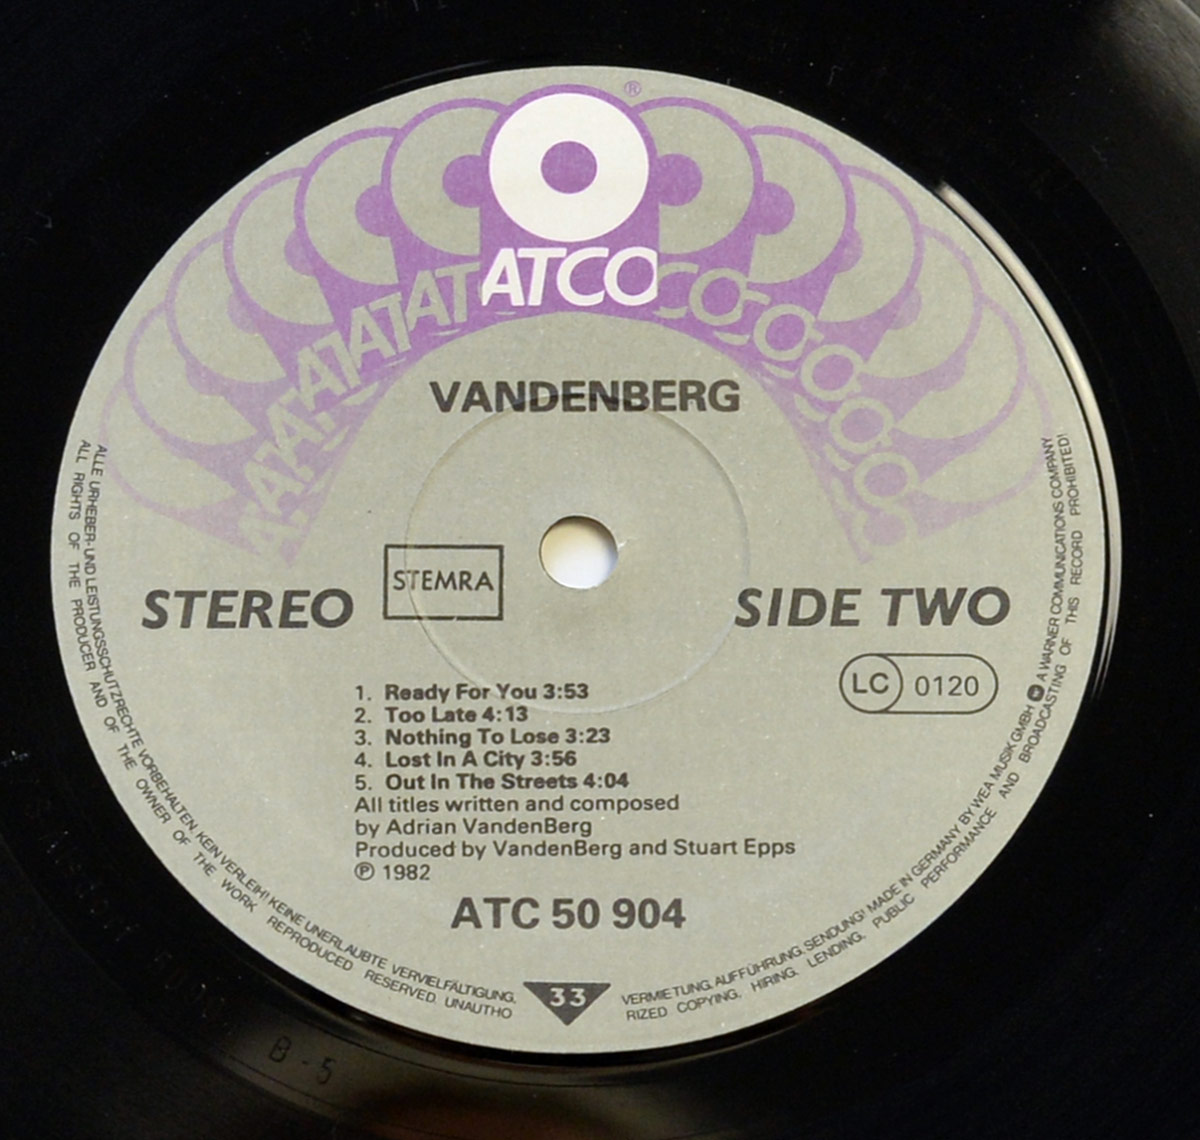 ®
ATCO
VANDENBERG
STEREO
STEMRA
SIDE TWO
LC 0120
1. Ready For You 3:53
2. Too Late 4:13
3. Nothing To Lose 3:23
4. Lost In A City 3:56
5. Out In The Streets 4:04
All titles written and composed
by Adrian VandenBerg
Produced by VandenBerg and Stuart Epps
℗ 1982
ATC 50 904
33
ALLE URHEBER- UND LEISTUNGSSCHUTZRECHTE VORBEHALTEN. KEIN VERLEIH! KEINE UNERLAUBTE VERVIELFÄLTIGUNG, VERMIETUNG, AUFFÜHRUNG, SENDUNG! MADE IN GERMANY BY WEA MUSIK GMBH A WARNER COMMUNICATIONS COMPANY
ALL RIGHTS OF THE PRODUCER AND OF THE OWNER OF THE WORK REPRODUCED RESERVED. UNAUTHORIZED COPYING, HIRING, LENDING, PUBLIC PERFORMANCE AND BROADCASTING OF THIS RECORD PROHIBITED!
B-5